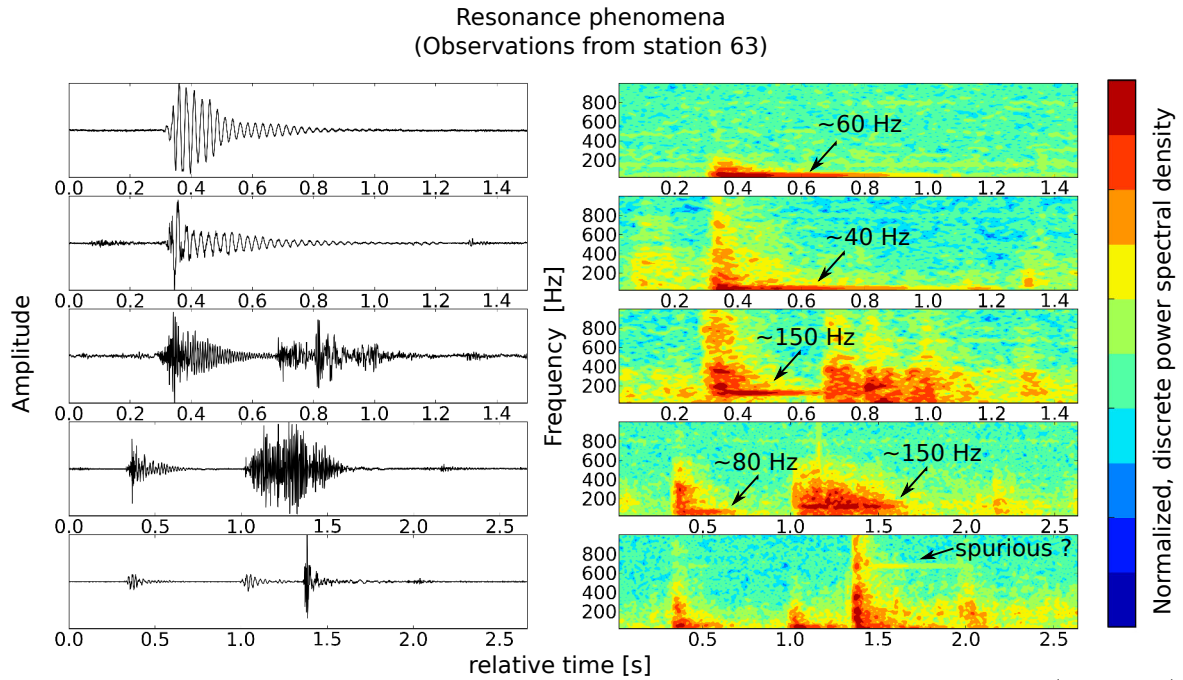 Resonance phenomena
(Observations from station 63)
Amplitude
0.0 0.2 0.4 0.6 0.8 1.0 1.2 1.4
0.0 0.2 0.4 0.6 0.8 1.0 1.2 1.4
0.0 0.2 0.4 0.6 0.8 1.0 1.2 1.4
0.0 0.5 1.0 1.5 2.0 2.5
0.0 0.5 1.0 1.5 2.0 2.5
Frequency [Hz]
800
600
400
200
~60 Hz
0.2 0.4 0.6 0.8 1.0 1.2 1.4
800
600
400
200
~40 Hz
0.2 0.4 0.6 0.8 1.0 1.2 1.4
800
600
400
200
~150 Hz
0.2 0.4 0.6 0.8 1.0 1.2 1.4
800
600
400
200
~80 Hz
~150 Hz
0.5 1.0 1.5 2.0 2.5
800
600
400
200
spurious ?
0.5 1.0 1.5 2.0 2.5
relative time [s]
Normalized, discrete power spectral density